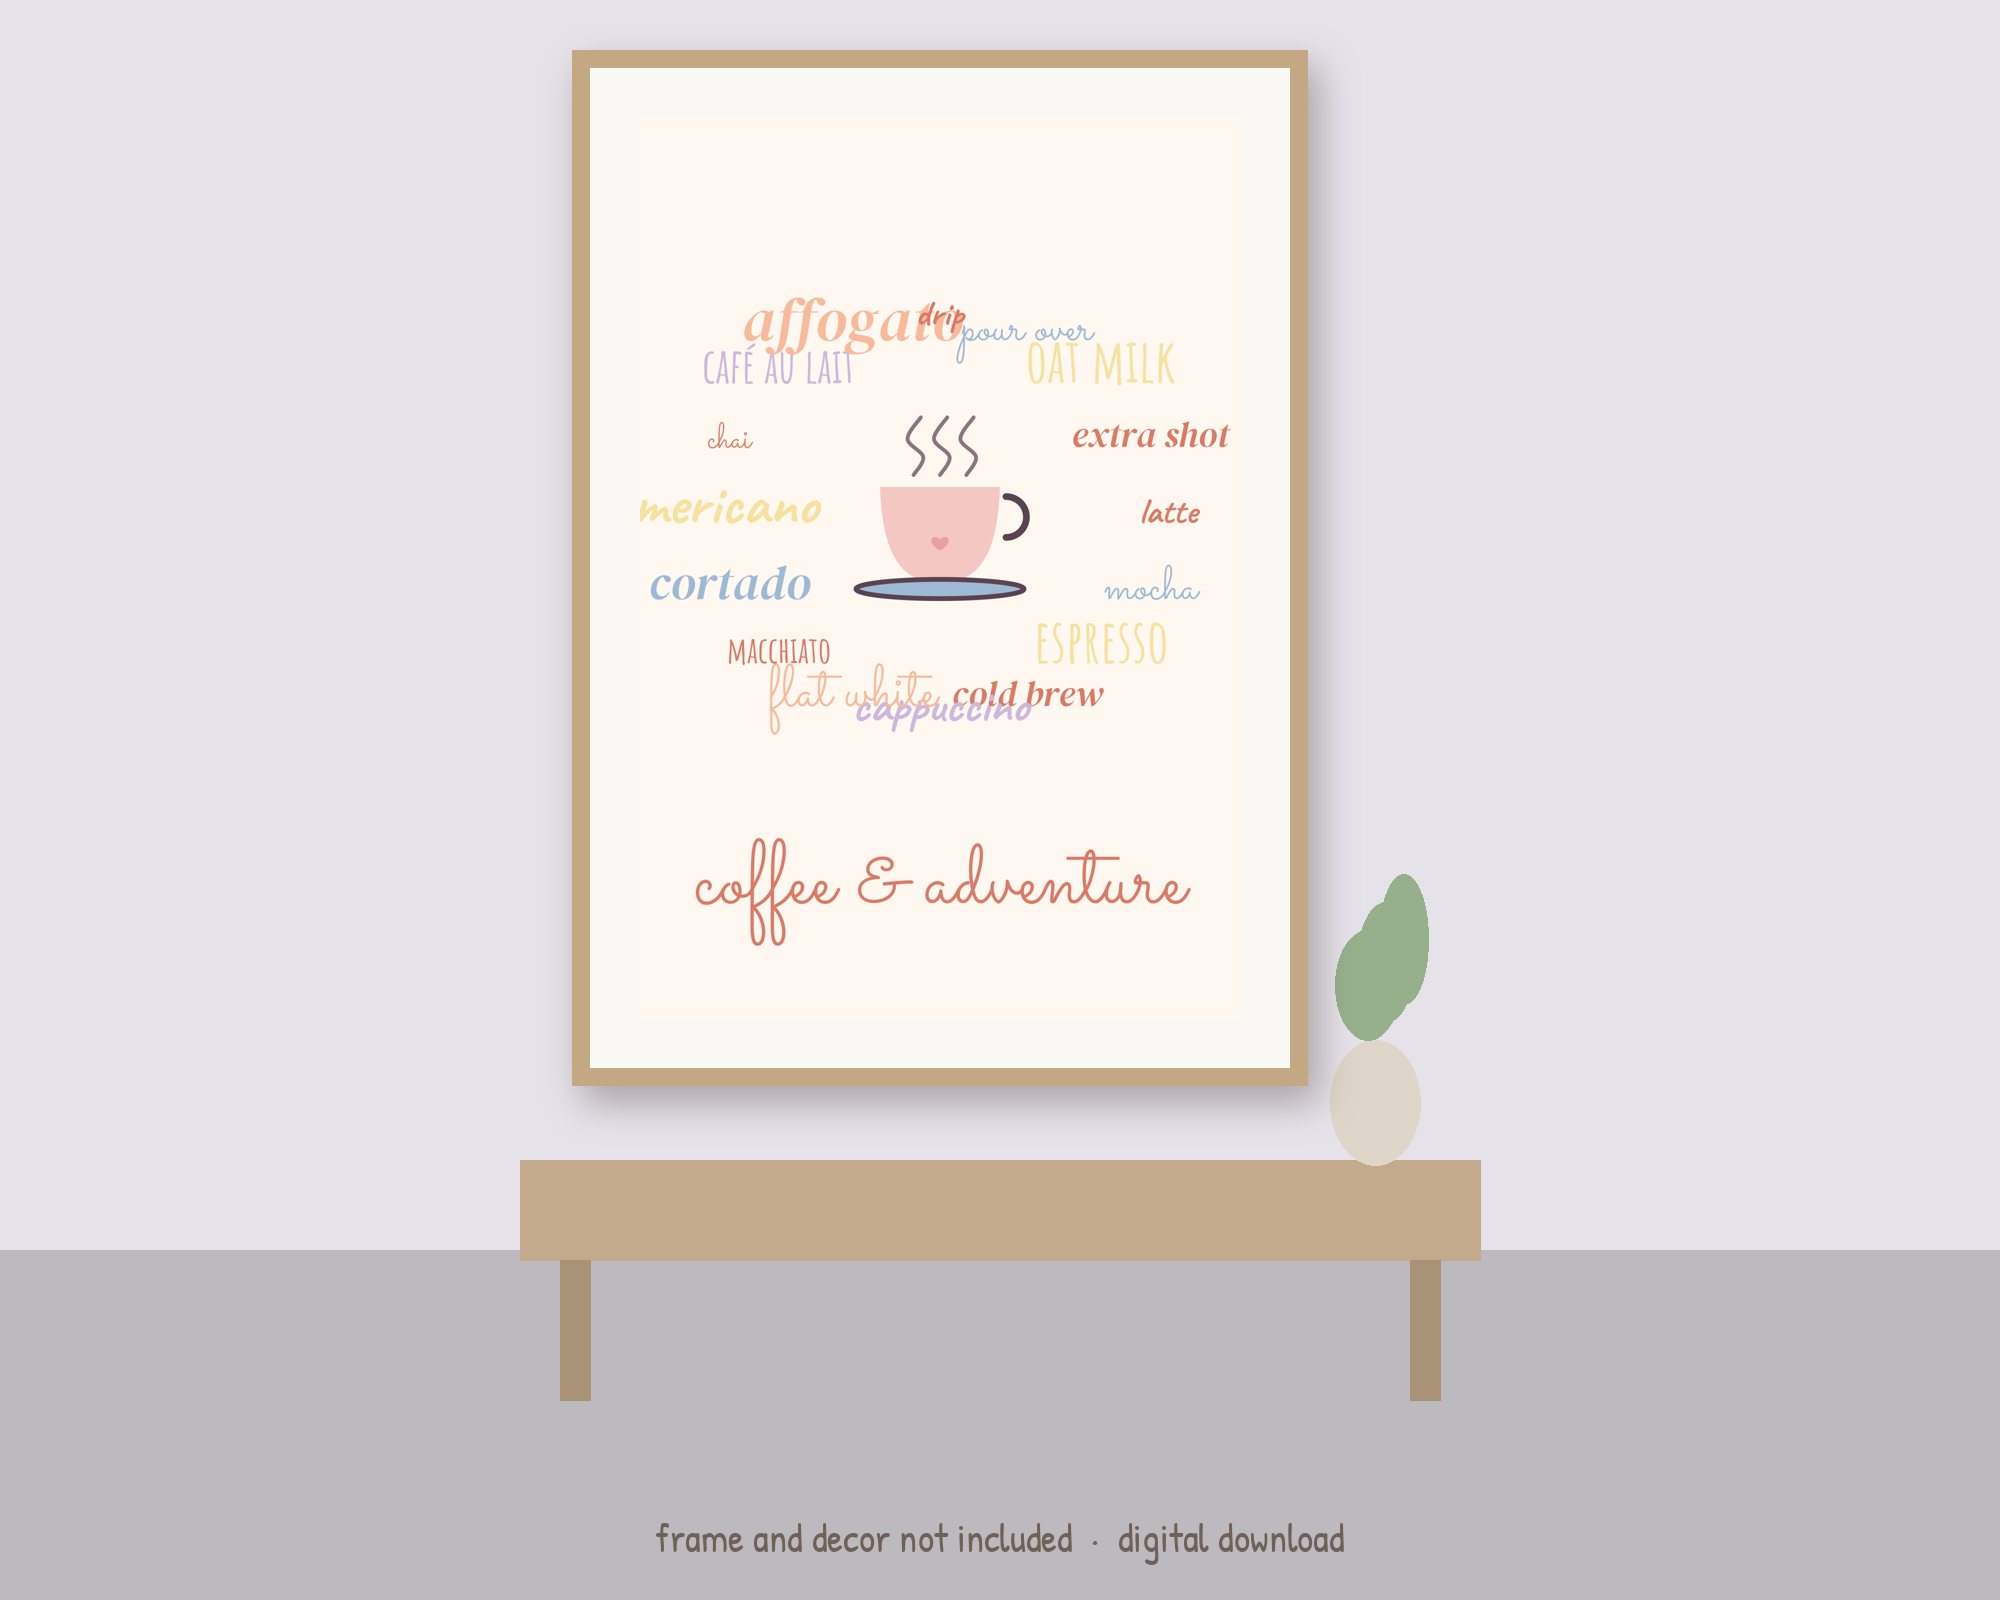 affogato
drip
pour over
CAFÉ AU LAIT
OAT MILK
chai
extra shot
mericano
latte
cortado
mocha
MACCHIATO
ESPRESSO
flat white
cold brew
cappuccino
coffee & adventure
frame and decor not included · digital download